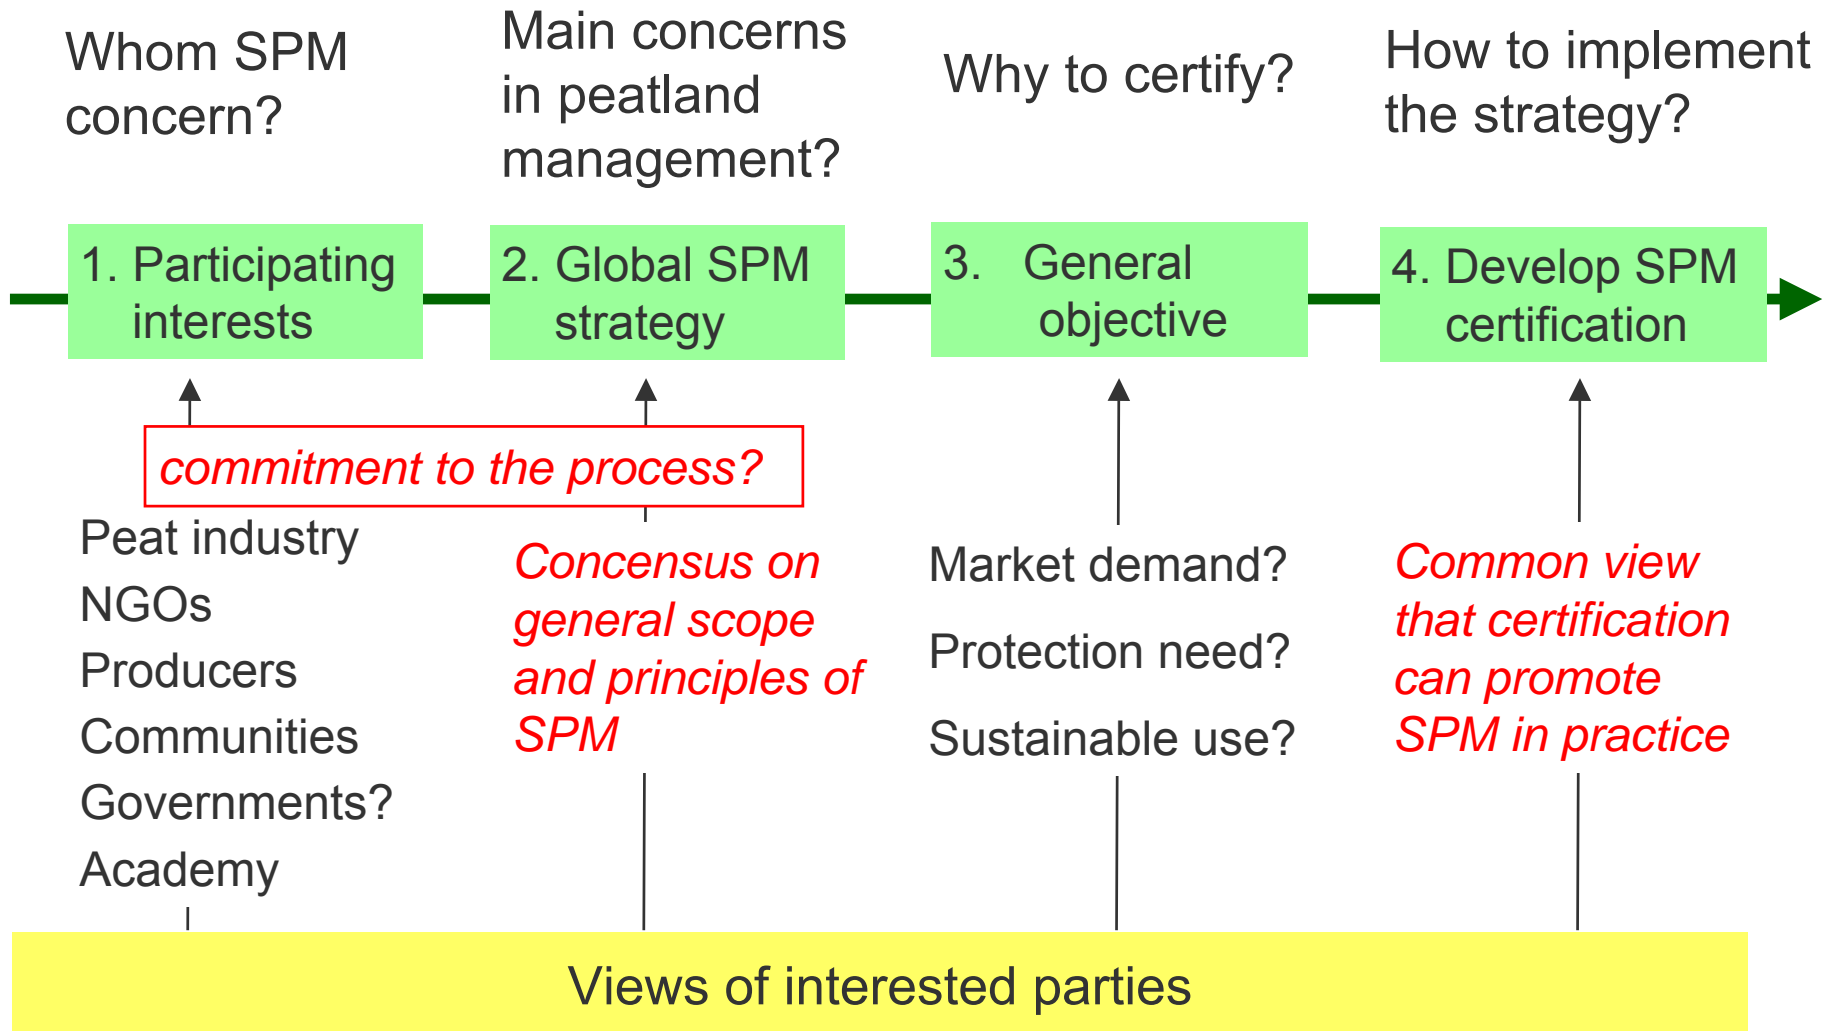 Whom SPM
concern?
Main concerns
in peatland
management?
Why to certify?
How to implement
the strategy?
1. Participating
interests
2. Global SPM
strategy
3. General
objective
4. Develop SPM
certification
commitment to the process?
Peat industry
NGOs
Producers
Communities
Governments?
Academy
Concensus on
general scope
and principles of
SPM
Market demand?
Protection need?
Sustainable use?
Common view
that certification
can promote
SPM in practice
Views of interested parties